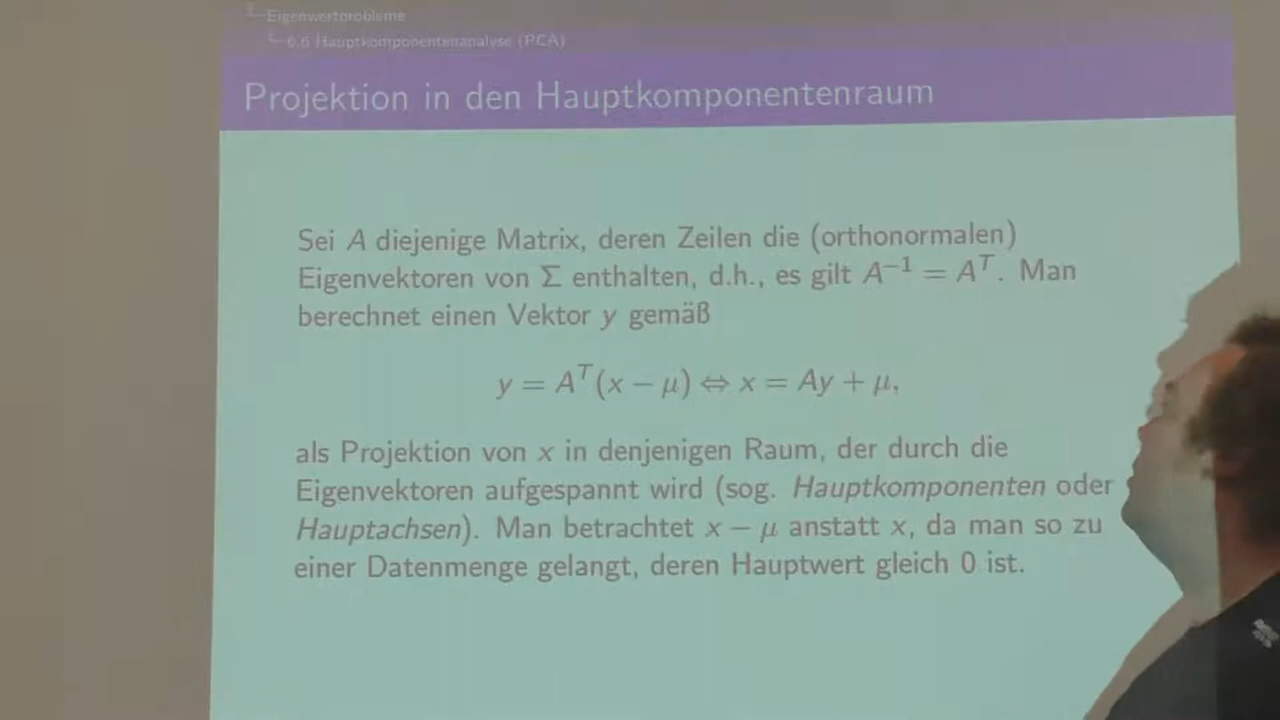 Eigenwertprobleme
6.6 Hauptkomponentenanalyse (PCA)
Projektion in den Hauptkomponentenraum
Sei A diejenige Matrix, deren Zeilen die (orthonormalen)
Eigenvektoren von Σ enthalten, d.h., es gilt A⁻¹ = Aᵀ. Man
berechnet einen Vektor y gemäß
y = Aᵀ(x − μ) ⇔ x = Ay + μ,
als Projektion von x in denjenigen Raum, der durch die
Eigenvektoren aufgespannt wird (sog. Hauptkomponenten oder
Hauptachsen). Man betrachtet x − μ anstatt x, da man so zu
einer Datenmenge gelangt, deren Hauptwert gleich 0 ist.